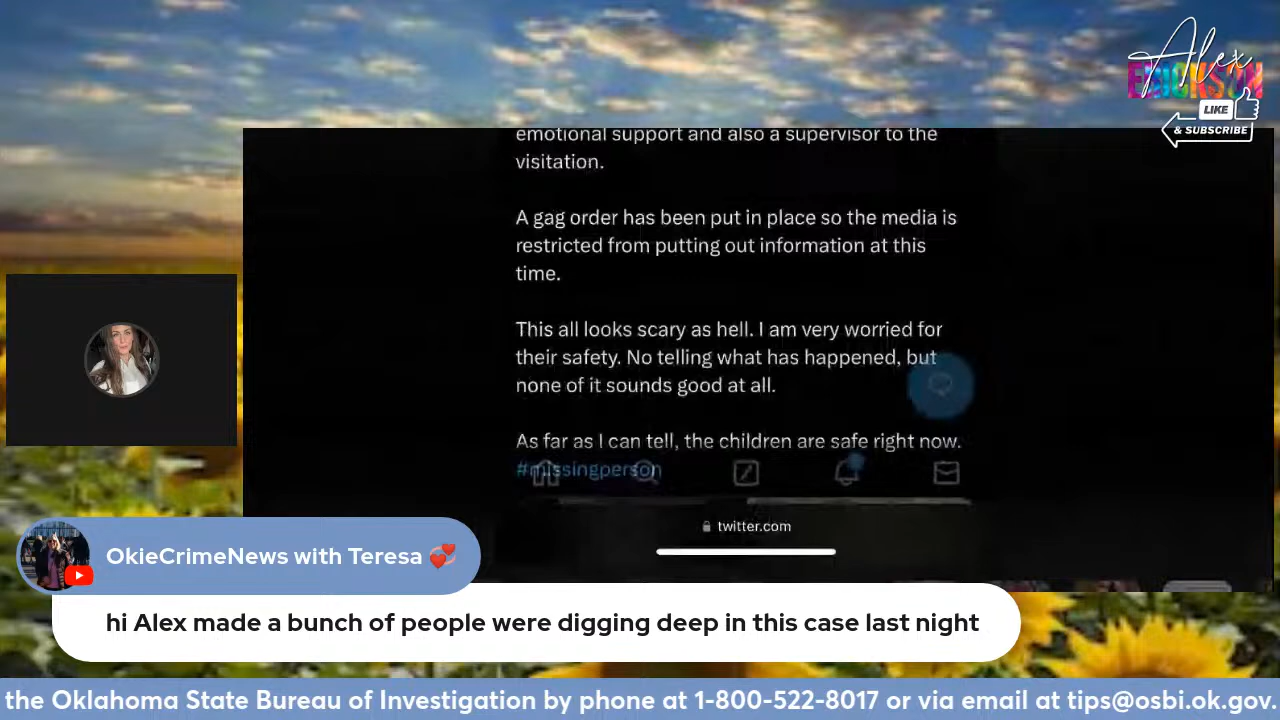 Alex
ERICKSON
LIKE
& SUBSCRIBE
emotional support and also a supervisor to the
visitation.
A gag order has been put in place so the media is
restricted from putting out information at this
time.
This all looks scary as hell. I am very worried for
their safety. No telling what has happened, but
none of it sounds good at all.
As far as I can tell, the children are safe right now.
#missingperson
twitter.com
OkieCrimeNews with Teresa 💞
hi Alex made a bunch of people were digging deep in this case last night
the Oklahoma State Bureau of Investigation by phone at 1-800-522-8017 or via email at tips@osbi.ok.gov.